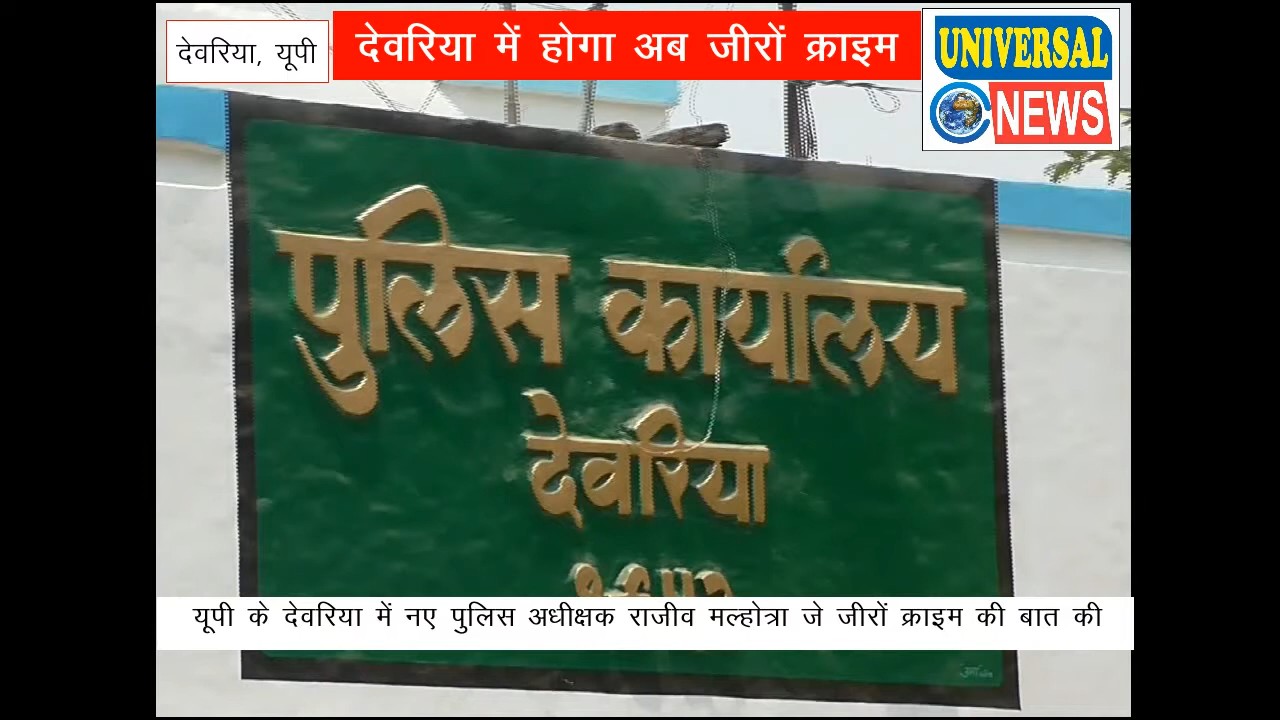 देवरिया, यूपी
देवरिया में होगा अब जीरों क्राइम
UNIVERSAL
NEWS
पुलिस कार्यालय
देवरिया
यूपी के देवरिया में नए पुलिस अधीक्षक राजीव मल्होत्रा जे जीरों क्राइम की बात की